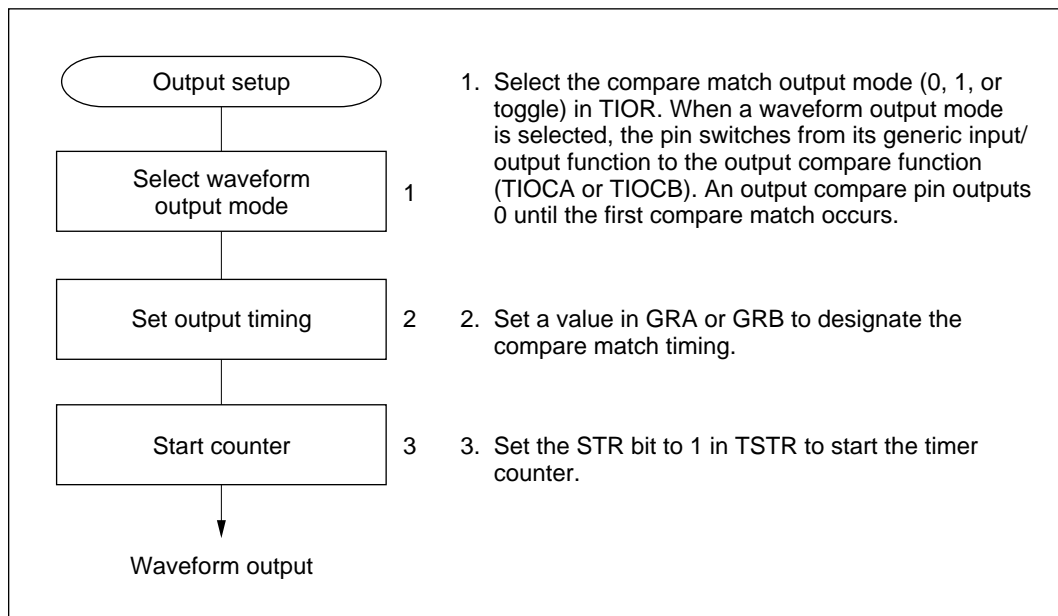 Output setup
Select waveform
output mode
1
Set output timing
2
Start counter
3
Waveform output
1. Select the compare match output mode (0, 1, or
toggle) in TIOR. When a waveform output mode
is selected, the pin switches from its generic input/
output function to the output compare function
(TIOCA or TIOCB). An output compare pin outputs
0 until the first compare match occurs.
2. Set a value in GRA or GRB to designate the
compare match timing.
3. Set the STR bit to 1 in TSTR to start the timer
counter.